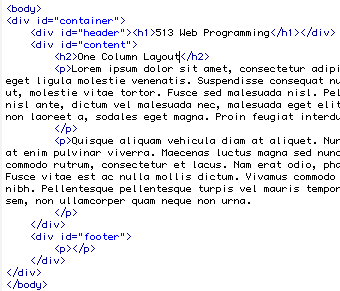 <body>
<div id="container">
<div id="header"><h1>513 Web Programming</h1></div>
<div id="content">
<h2>One Column Layout</h2>
<p>Lorem ipsum dolor sit amet, consectetur adipi
eget ligula molestie venenatis. Suspendisse consequat nu
ut, molestie vitae tortor. Fusce sed malesuada nisl. Pel
nisl ante, dictum vel malesuada nec, malesuada eget elit
non laoreet a, sodales eget magna. Proin feugiat interdu
</p>
<p>Quisque aliquam vehicula diam at aliquet. Nur
at enim pulvinar viverra. Maecenas luctus magna sed nunc
commodo rutrum, consectetur et lacus. Nam erat odio, pha
Fusce vitae est ac nulla mollis dictum. Vivamus commodo
nibh. Pellentesque pellentesque turpis vel mauris tempor
sem, non ullamcorper quam neque non urna.
</p>
</div>
<div id="footer">
<p></p>
</div>
</div>
</body>